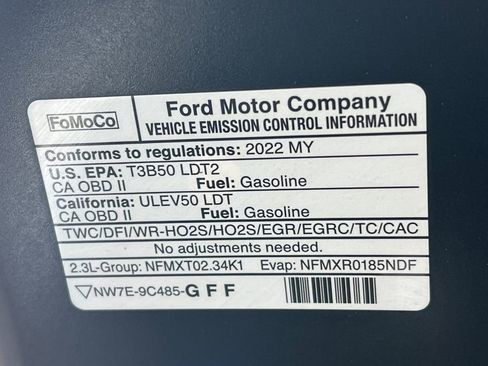 FoMoCo
Ford Motor Company
VEHICLE EMISSION CONTROL INFORMATION
Conforms to regulations: 2022 MY
U.S. EPA: T3B50 LDT2
CA OBD II Fuel: Gasoline
California: ULEV50 LDT
CA OBD II Fuel: Gasoline
TWC/DFI/WR-HO2S/HO2S/EGR/EGRC/TC/CAC
No adjustments needed.
2.3L-Group: NFMXT02.34K1 Evap: NFMXR0185NDF
▽NW7E-9C485-GFF